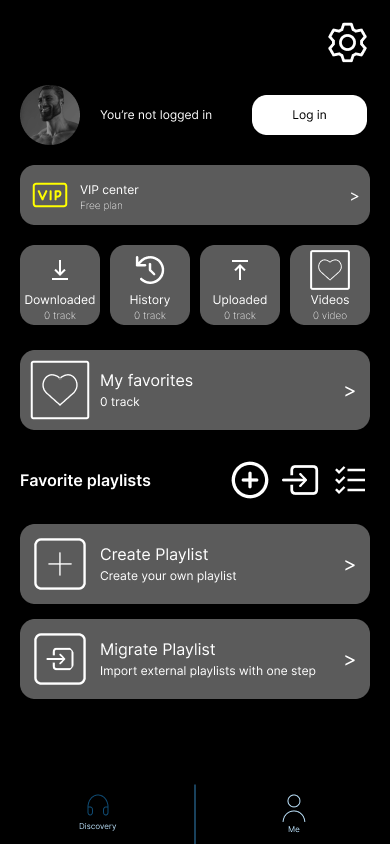 You're not logged in
Log in
VIP
VIP center
Free plan
>
Downloaded
0 track
History
0 track
Uploaded
0 track
Videos
0 video
My favorites
0 track
>
Favorite playlists
Create Playlist
Create your own playlist
>
Migrate Playlist
Import external playlists with one step
>
Discovery
Me